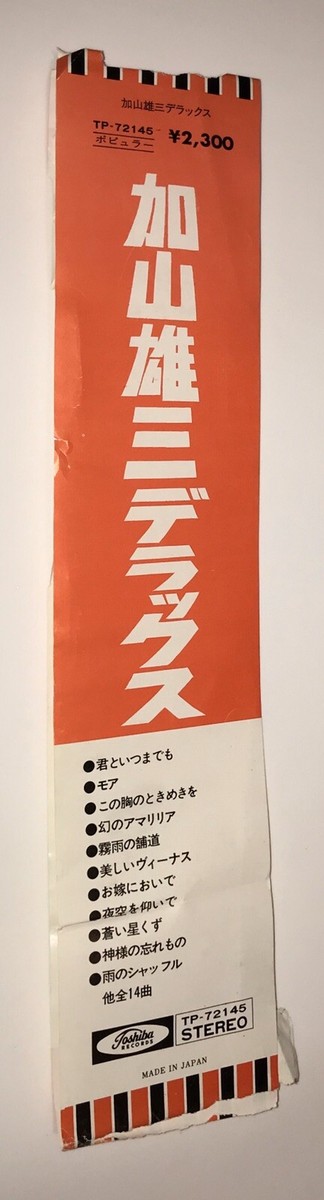 加山雄三デラックス
TP-72145
ポピュラー
¥2,300
加山雄三デラックス
●君といつまでも
●モア
●この胸のときめきを
●幻のアマリリア
●霧雨の舗道
●美しいヴィーナス
●お嫁においで
●夜空を仰いで
●蒼い星くず
●神様の忘れもの
●雨のシャッフル
他全14曲
Toshiba
RECORDS
TP-72145
STEREO
MADE IN JAPAN